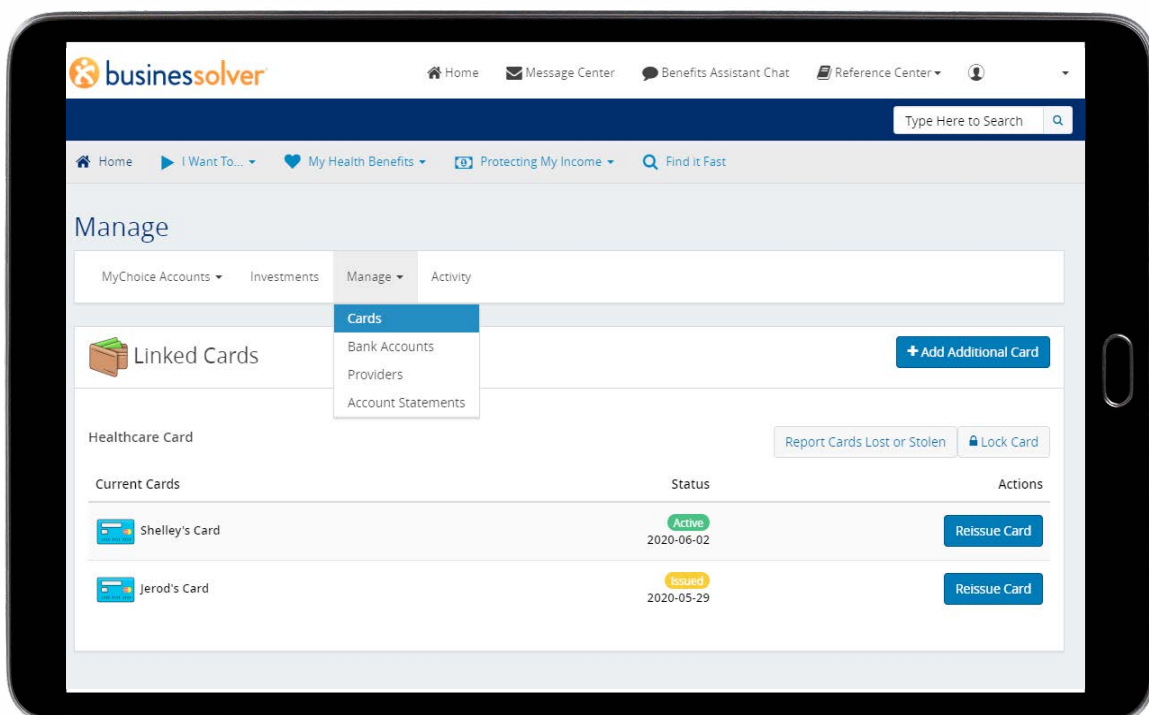 businessolver
Home Message Center Benefits Assistant Chat Reference Center
Type Here to Search
Home I Want To... My Health Benefits Protecting My Income Find it Fast
Manage
MyChoice Accounts Investments Manage Activity
Cards
Bank Accounts
Providers
Account Statements
Linked Cards
+ Add Additional Card
Healthcare Card
Report Cards Lost or Stolen Lock Card
Current Cards Status Actions
Shelley's Card Active Reissue Card
2020-06-02
Jerod's Card Issued Reissue Card
2020-05-29